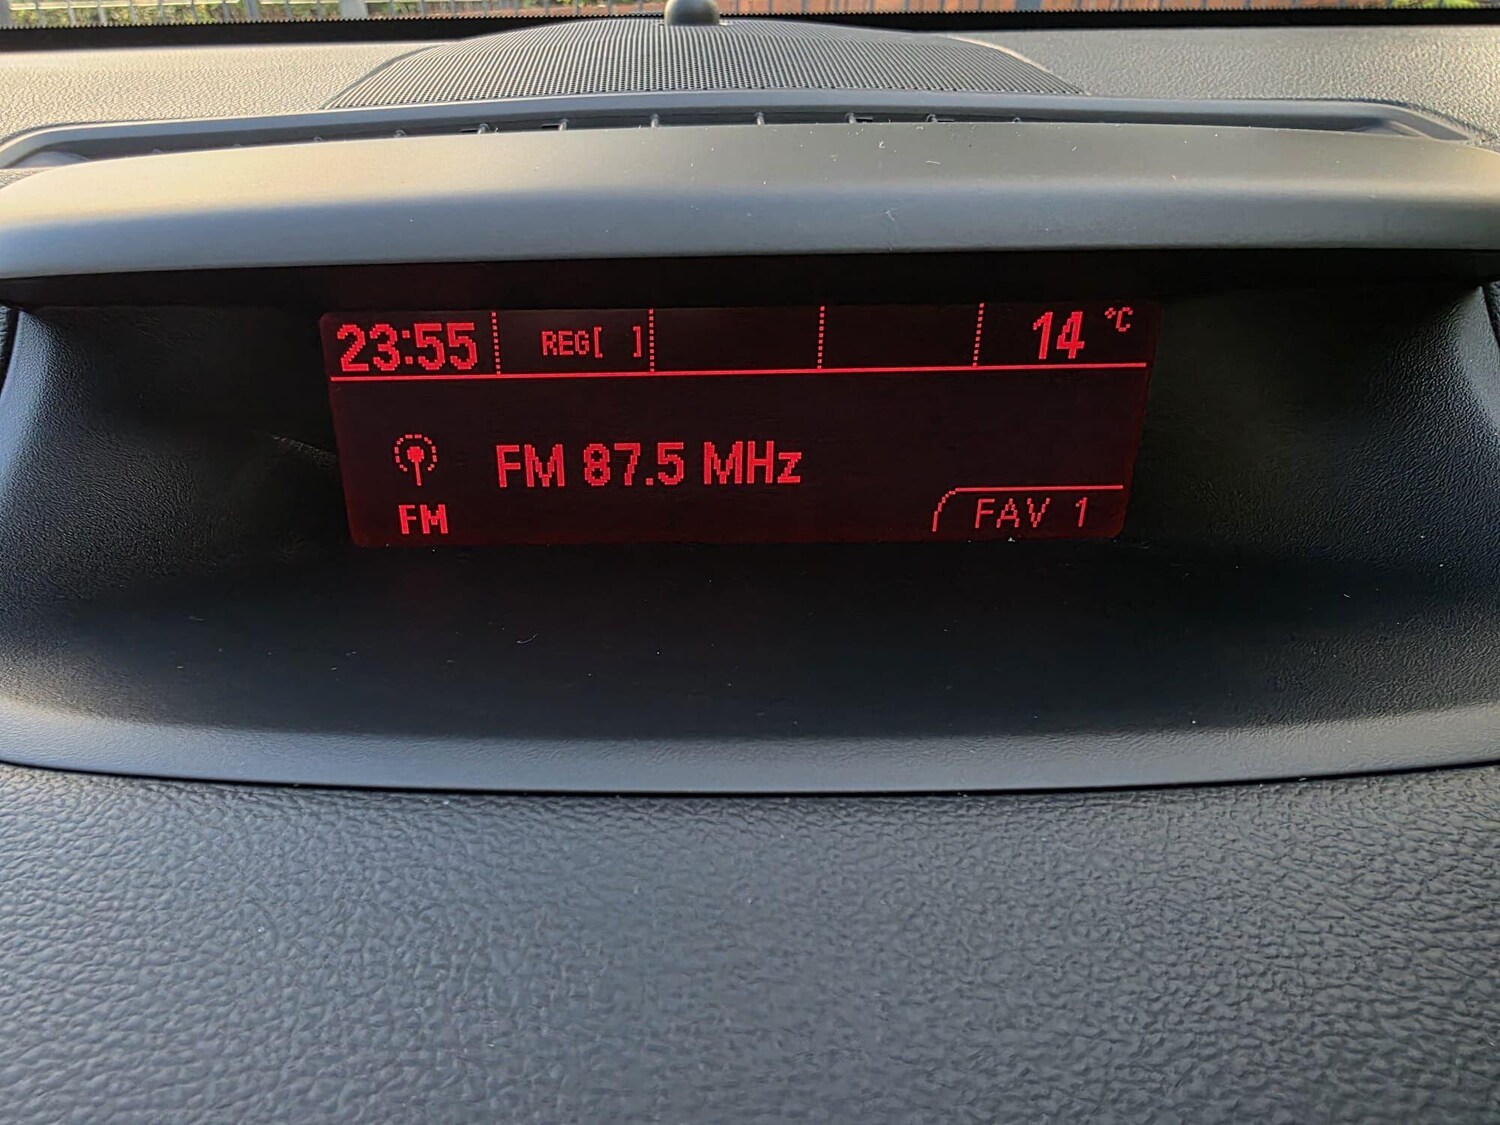 23:55 REG[ ] 14 °C
FM 87.5 MHz
FM
FAV 1